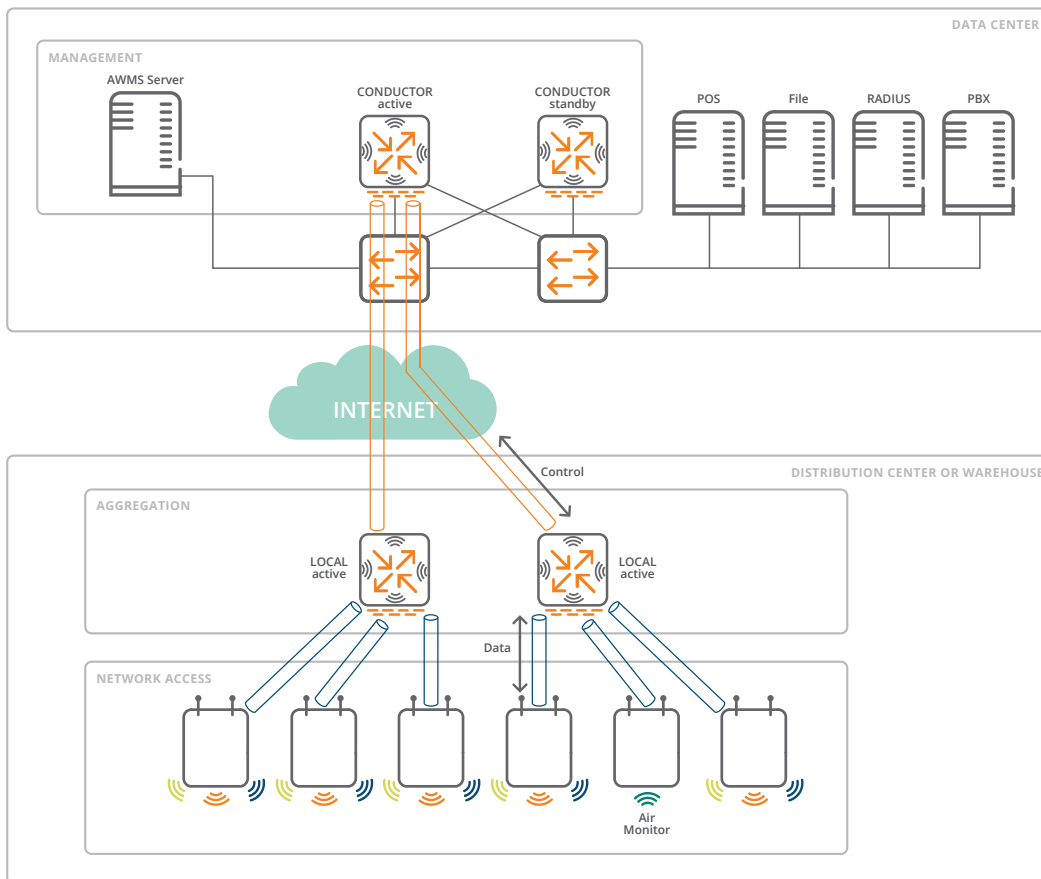 DATA CENTER
MANAGEMENT
AWMS Server
CONDUCTOR
active
CONDUCTOR
standby
POS
File
RADIUS
PBX
INTERNET
Control
DISTRIBUTION CENTER OR WAREHOUSE
AGGREGATION
LOCAL
active
LOCAL
active
Data
NETWORK ACCESS
Air
Monitor